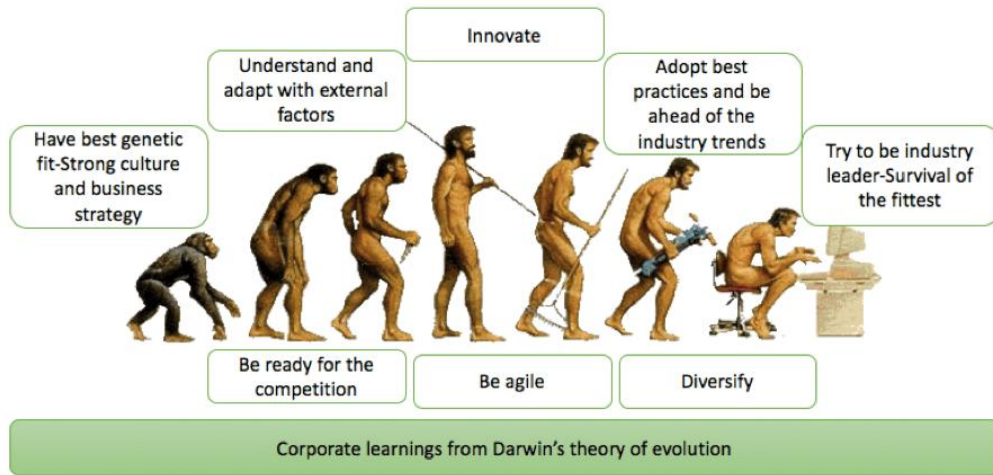 Innovate
Understand and
adapt with external
factors
Adopt best
practices and be
ahead of the
industry trends
Have best genetic
fit-Strong culture
and business
strategy
Try to be industry
leader-Survival of
the fittest
Be ready for the
competition
Be agile
Diversify
Corporate learnings from Darwin's theory of evolution